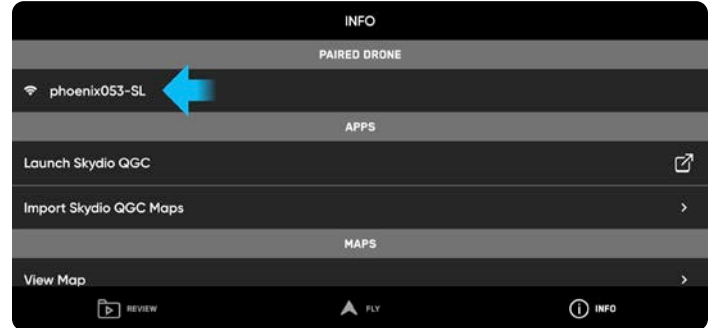 INFO
PAIRED DRONE
phoenix053-SL
APPS
Launch Skydio QGC
Import Skydio QGC Maps
MAPS
View Map
REVIEW FLY INFO